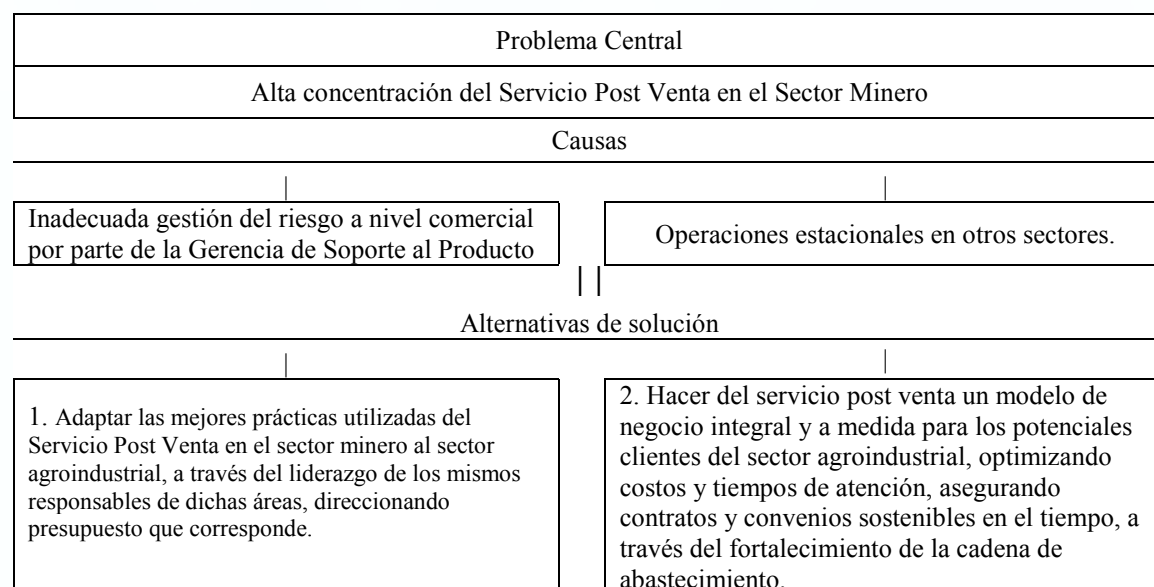 Problema Central
Alta concentración del Servicio Post Venta en el Sector Minero
Causas
Inadecuada gestión del riesgo a nivel comercial
por parte de la Gerencia de Soporte al Producto
Operaciones estacionales en otros sectores.
Alternativas de solución
1. Adaptar las mejores prácticas utilizadas del
Servicio Post Venta en el sector minero al sector
agroindustrial, a través del liderazgo de los mismos
responsables de dichas áreas, direccionando
presupuesto que corresponde.
2. Hacer del servicio post venta un modelo de
negocio integral y a medida para los potenciales
clientes del sector agroindustrial, optimizando
costos y tiempos de atención, asegurando
contratos y convenios sostenibles en el tiempo, a
través del fortalecimiento de la cadena de
abastecimiento.